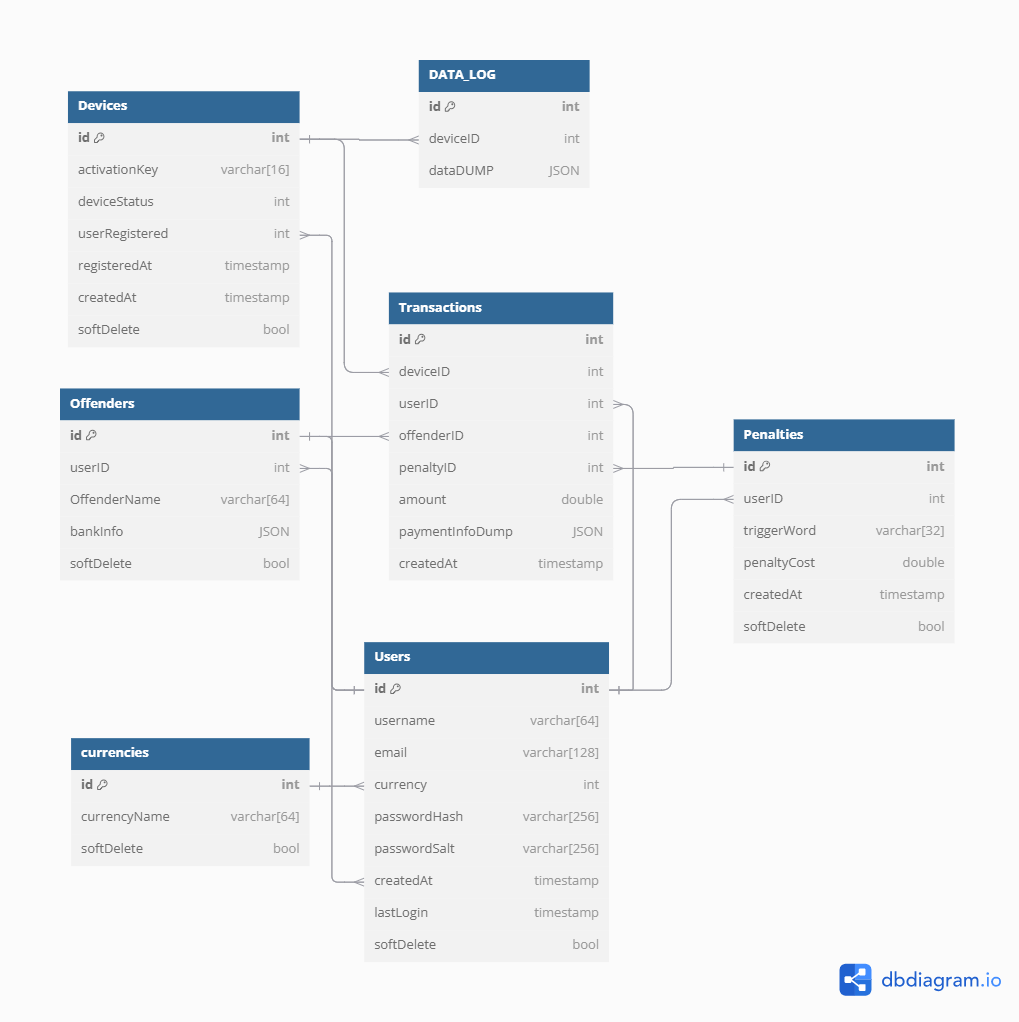 DATA_LOG
id int
deviceID int
dataDUMP JSON
Devices
id int
activationKey varchar[16]
deviceStatus int
userRegistered int
registeredAt timestamp
createdAt timestamp
softDelete bool
Transactions
id int
deviceID int
userID int
offenderID int
penaltyID int
amount double
paymentInfoDump JSON
createdAt timestamp
Offenders
id int
userID int
OffenderName varchar[64]
bankInfo JSON
softDelete bool
Penalties
id int
userID int
triggerWord varchar[32]
penaltyCost double
createdAt timestamp
softDelete bool
Users
id int
username varchar[64]
email varchar[128]
currency int
passwordHash varchar[256]
passwordSalt varchar[256]
createdAt timestamp
lastLogin timestamp
softDelete bool
currencies
id int
currencyName varchar[64]
softDelete bool
dbdiagram.io